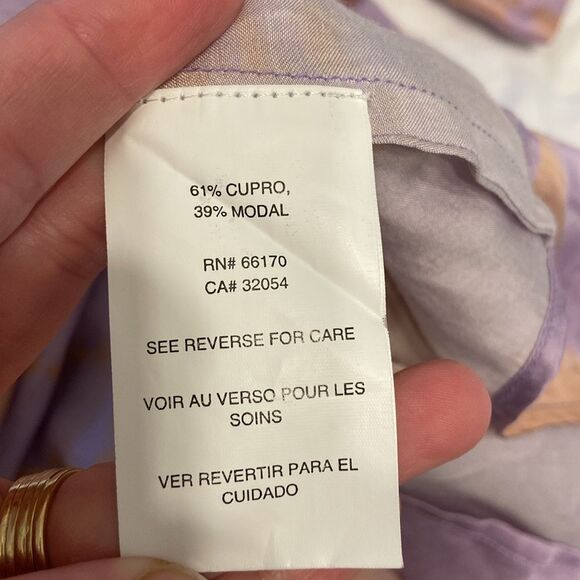 61% CUPRO,
39% MODAL
RN# 66170
CA# 32054
SEE REVERSE FOR CARE
VOIR AU VERSO POUR LES
SOINS
VER REVERTIR PARA EL
CUIDADO